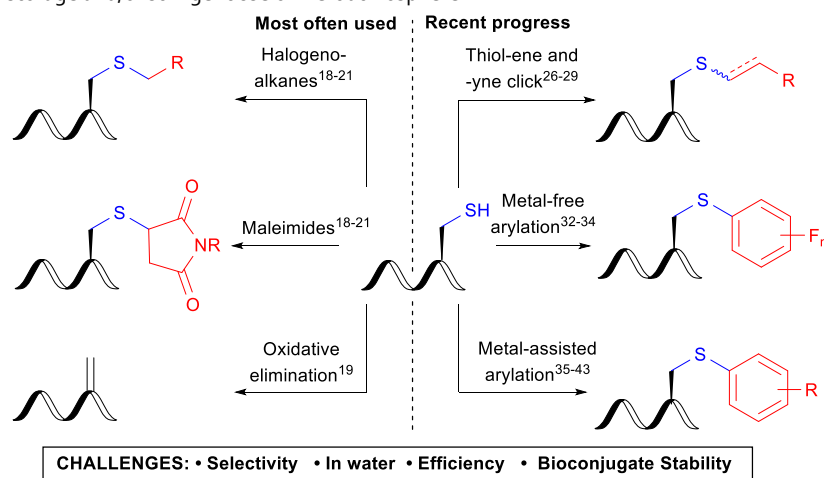 Most often used
Recent progress
Halogeno-
alkanes18-21
Thiol-ene and
-yne click26-29
S
R
S
R
Maleimides18-21
Metal-free
arylation32-34
S
O
NR
O
SH
S
Fn
Oxidative
elimination19
Metal-assisted
arylation35-43
S
R
CHALLENGES: • Selectivity • In water • Efficiency • Bioconjugate Stability